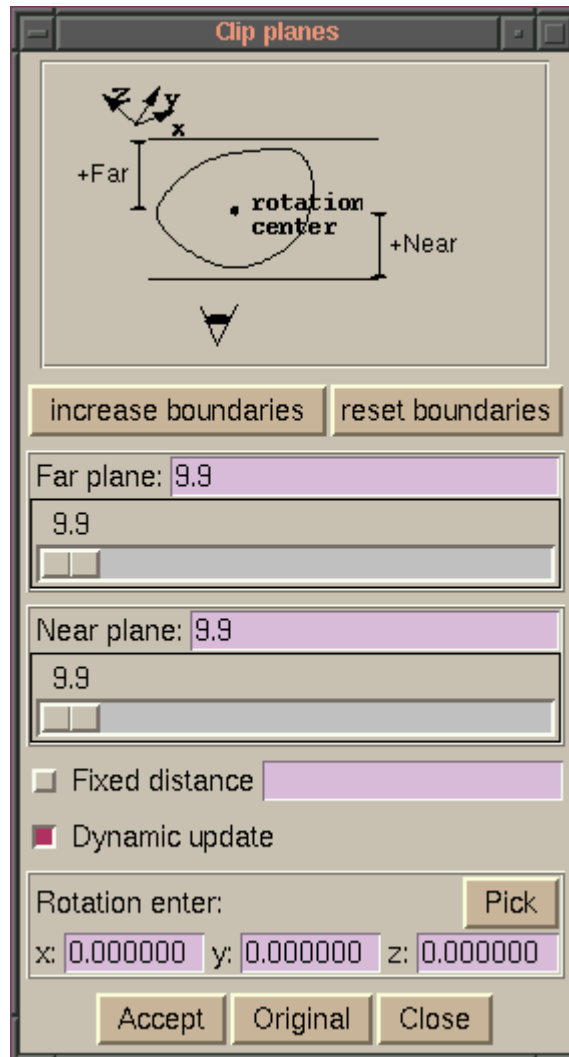 Clip planes
z y
x
+Far
rotation
center
+Near
increase boundaries reset boundaries
Far plane: 9.9
9.9
Near plane: 9.9
9.9
Fixed distance
Dynamic update
Rotation enter: Pick
x: 0.000000 y: 0.000000 z: 0.000000
Accept Original Close